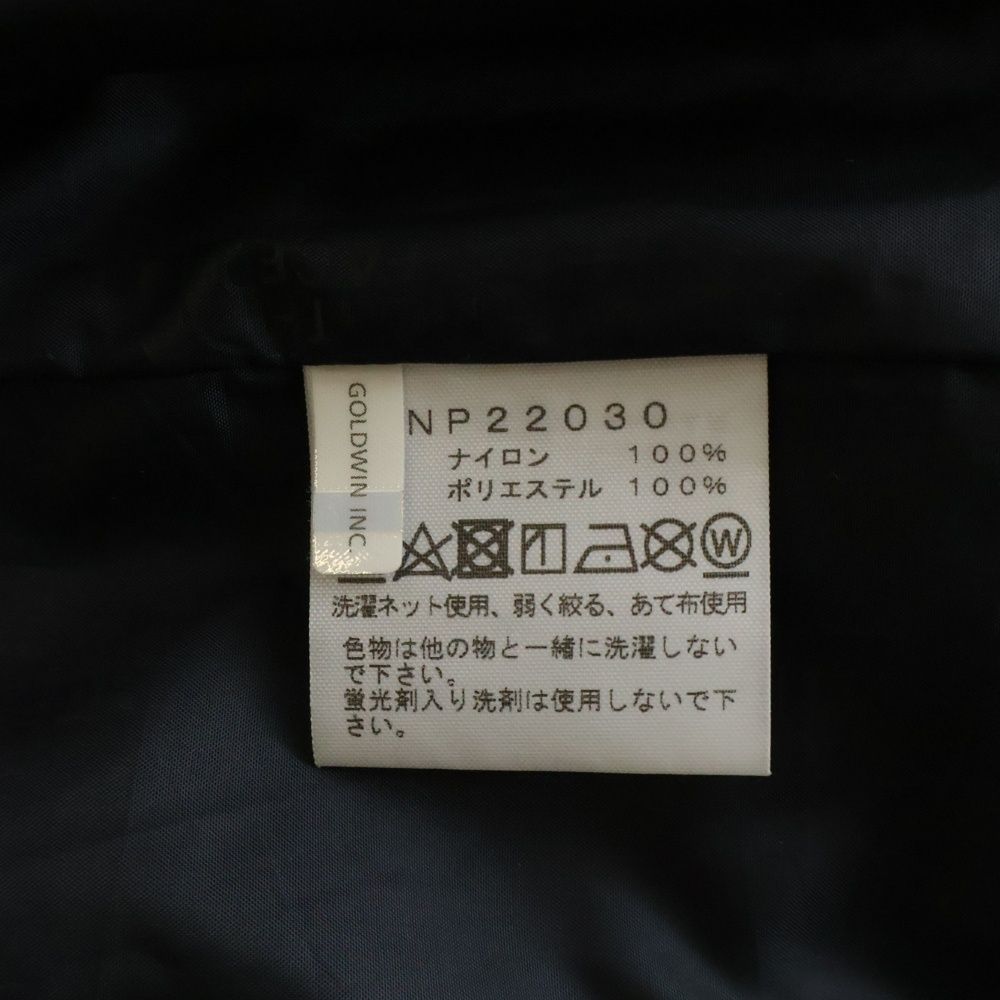 GOLDWIN INC.
NP22030
ナイロン 100%
ポリエステル 100%
W
洗濯ネット使用、弱く絞る、あて布使用
色物は他の物と一緒に洗濯しない
で下さい。
蛍光剤入り洗剤は使用しないで下
さい。